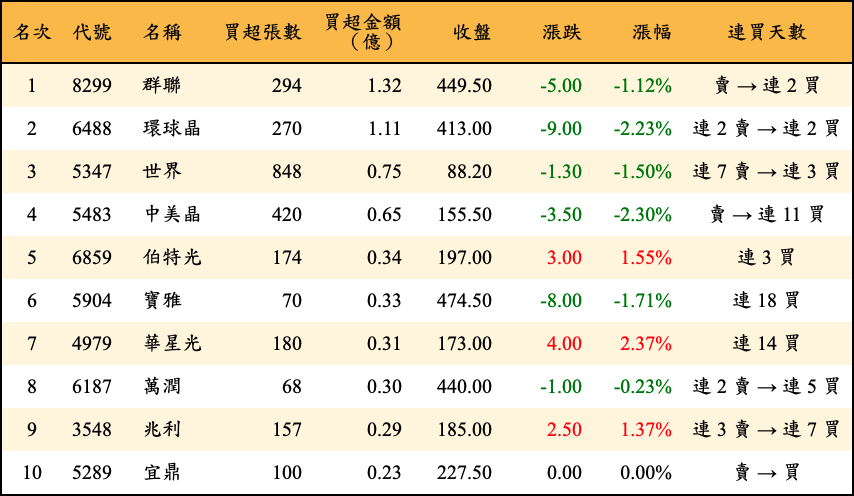 名次 代號 名稱 買超張數 買超金額（億） 收盤 漲跌 漲幅 連買天數
1 8299 群聯 294 1.32 449.50 -5.00 -1.12% 賣 → 連 2 買
2 6488 環球晶 270 1.11 413.00 -9.00 -2.23% 連 2 賣 → 連 2 買
3 5347 世界 848 0.75 88.20 -1.30 -1.50% 連 7 賣 → 連 3 買
4 5483 中美晶 420 0.65 155.50 -3.50 -2.30% 賣 → 連 11 買
5 6859 伯特光 174 0.34 197.00 3.00 1.55% 連 3 買
6 5904 寶雅 70 0.33 474.50 -8.00 -1.71% 連 18 買
7 4979 華星光 180 0.31 173.00 4.00 2.37% 連 14 買
8 6187 萬潤 68 0.30 440.00 -1.00 -0.23% 連 2 賣 → 連 5 買
9 3548 兆利 157 0.29 185.00 2.50 1.37% 連 3 賣 → 連 7 買
10 5289 宜鼎 100 0.23 227.50 0.00 0.00% 賣 → 買